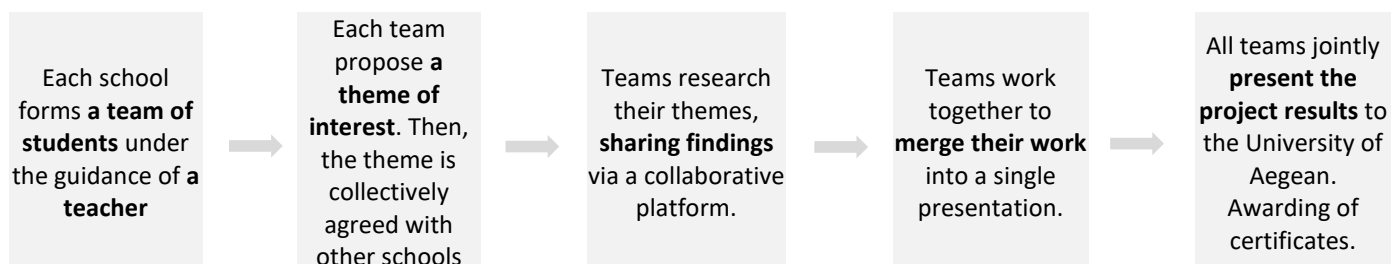 Each school
forms a team of
students under
the guidance of a
teacher
Each team
propose a
theme of
interest. Then,
the theme is
collectively
agreed with
other schools
Teams research
their themes,
sharing findings
via a collaborative
platform.
Teams work
together to
merge their work
into a single
presentation.
All teams jointly
present the
project results to
the University of
Aegean.
Awarding of
certificates.